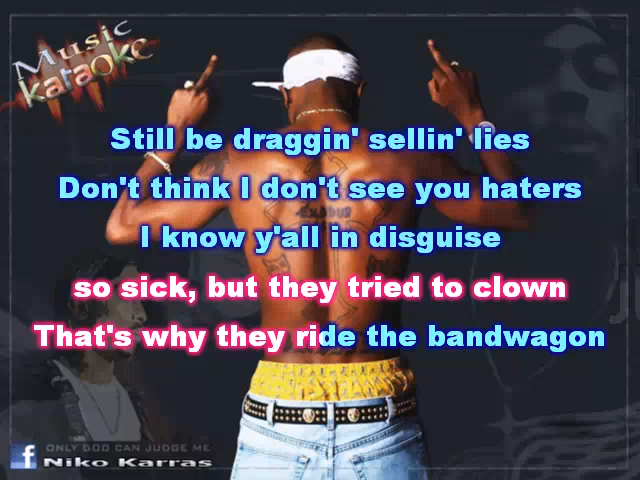 Music
karaoke
Still be draggin' sellin' lies
Don't think I don't see you haters
I know y'all in disguise
so sick, but they tried to clown
That's why they ride the bandwagon
EXODUS
ONLY GOD CAN JUDGE ME
f Niko Karras